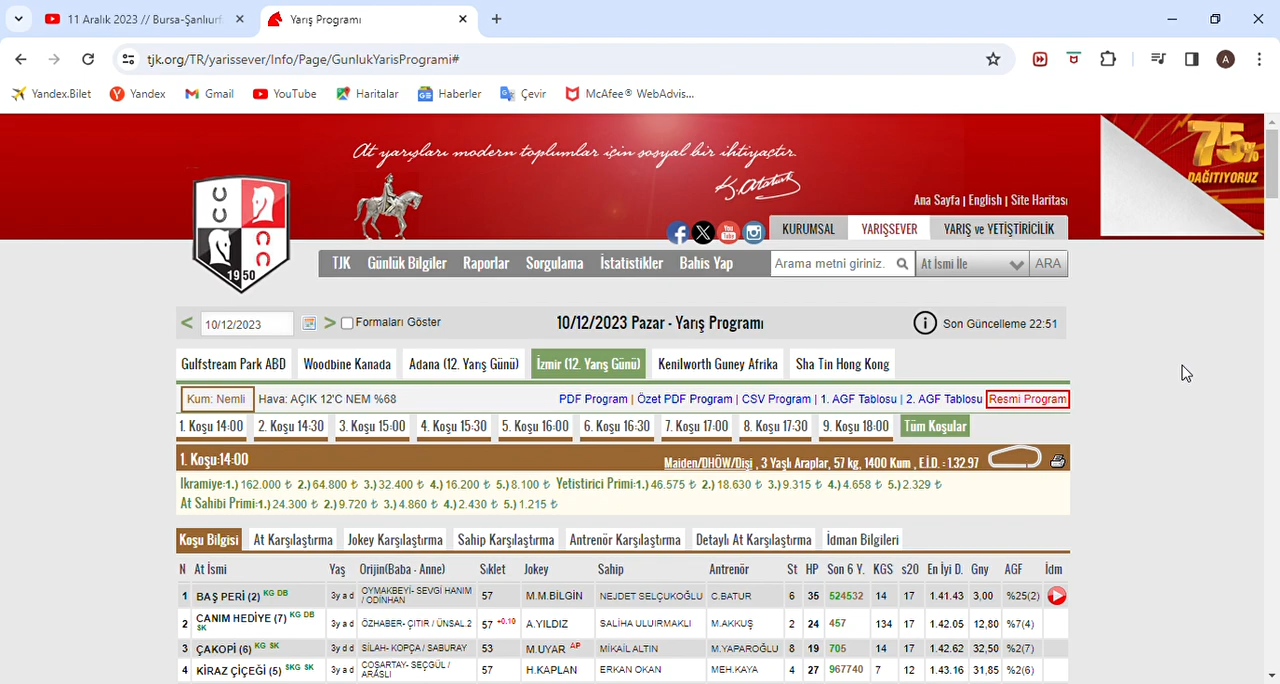 11 Aralık 2023 // Bursa-Şanlıurf
Yarış Programı
tjk.org/TR/yarissever/Info/Page/GunlukYarisProgrami#
A
Yandex.Bilet Yandex Gmail YouTube Haritalar Haberler Çevir McAfee® WebAdvis...
At yarışları modern toplumlar için sosyal bir ihtiyaçtır.
K. Atatürk
75%
DAĞITIYORUZ
1950
Ana Sayfa | English | Site Haritası
KURUMSAL YARIŞSEVER YARIŞ ve YETİŞTİRİCİLİK
TJK Günlük Bilgiler Raporlar Sorgulama İstatistikler Bahis Yap Arama metni giriniz. At İsmi İle ARA
< 10/12/2023 > Formaları Göster 10/12/2023 Pazar - Yarış Programı Son Güncelleme 22:51
Gulfstream Park ABD Woodbine Kanada Adana (12. Yarış Günü) İzmir (12. Yarış Günü) Kenilworth Guney Afrika Sha Tin Hong Kong
Kum: Nemli Hava: AÇIK 12'C NEM %68 PDF Program | Özet PDF Program | CSV Program | 1. AGF Tablosu | 2. AGF Tablosu Resmi Program
1. Koşu 14:00 2. Koşu 14:30 3. Koşu 15:00 4. Koşu 15:30 5. Koşu 16:00 6. Koşu 16:30 7. Koşu 17:00 8. Koşu 17:30 9. Koşu 18:00 Tüm Koşular
1. Koşu:14:00 Maiden/DHÖW/Dişi , 3 Yaşlı Araplar, 57 kg, 1400 Kum , E.İ.D. : 1.32.97
İkramiye:1.) 162.000 ₺ 2.) 64.800 ₺ 3.) 32.400 ₺ 4.) 16.200 ₺ 5.) 8.100 ₺ Yetistirici Primi:1.) 46.575 ₺ 2.) 18.630 ₺ 3.) 9.315 ₺ 4.) 4.658 ₺ 5.) 2.329 ₺
At Sahibi Primi:1.) 24.300 ₺ 2.) 9.720 ₺ 3.) 4.860 ₺ 4.) 2.430 ₺ 5.) 1.215 ₺
Koşu Bilgisi At Karşılaştırma Jokey Karşılaştırma Sahip Karşılaştırma Antrenör Karşılaştırma Detaylı At Karşılaştırma İdman Bilgileri
N At İsmi Yaş Orijin(Baba - Anne) Sıklet Jokey Sahip Antrenör St HP Son 6 Y. KGS s20 En İyi D. Gny AGF İdm
1 BAŞ PERİ (2) KG DB 3y a d OYMAKBEYİ- SEVGİ HANIM / ODİNHAN 57 M.M.BİLGİN NEJDET SELÇUKOĞLU C.BATUR 6 35 524532 14 17 1.41.43 3,00 %25(2)
2 CANIM HEDİYE (7) KG DB SK 3y a d ÖZHABER- ÇITIR / ÜNSAL.2 57 +0.10 A.YILDIZ SALİHA ULUIRMAKLI M.AKKUŞ 2 24 457 134 17 1.42.05 12,80 %7(4)
3 ÇAKOPİ (6) KG SK 3y d d SİLAH- KOPÇA / SABURAY 53 M.UYAR AP MİKAİL ALTIN M.YAPAROĞLU 8 19 705 14 17 1.42.62 32,50 %2(7)
4 KİRAZ ÇİÇEĞİ (5) SKG SK 3y a d COŞARTAY- SEÇGÜL / ARASLI 57 H.KAPLAN ERKAN OKAN MEH.KAYA 4 27 967740 7 12 1.43.16 31,85 %2(6)